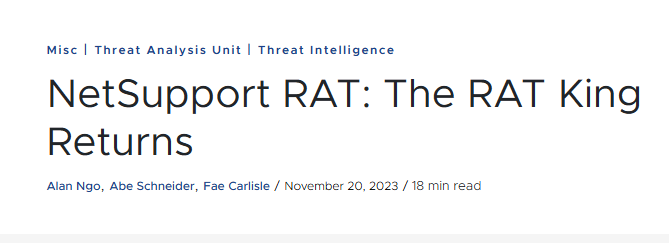 Misc | Threat Analysis Unit | Threat Intelligence
NetSupport RAT: The RAT King
Returns
Alan Ngo, Abe Schneider, Fae Carlisle / November 20, 2023 / 18 min read